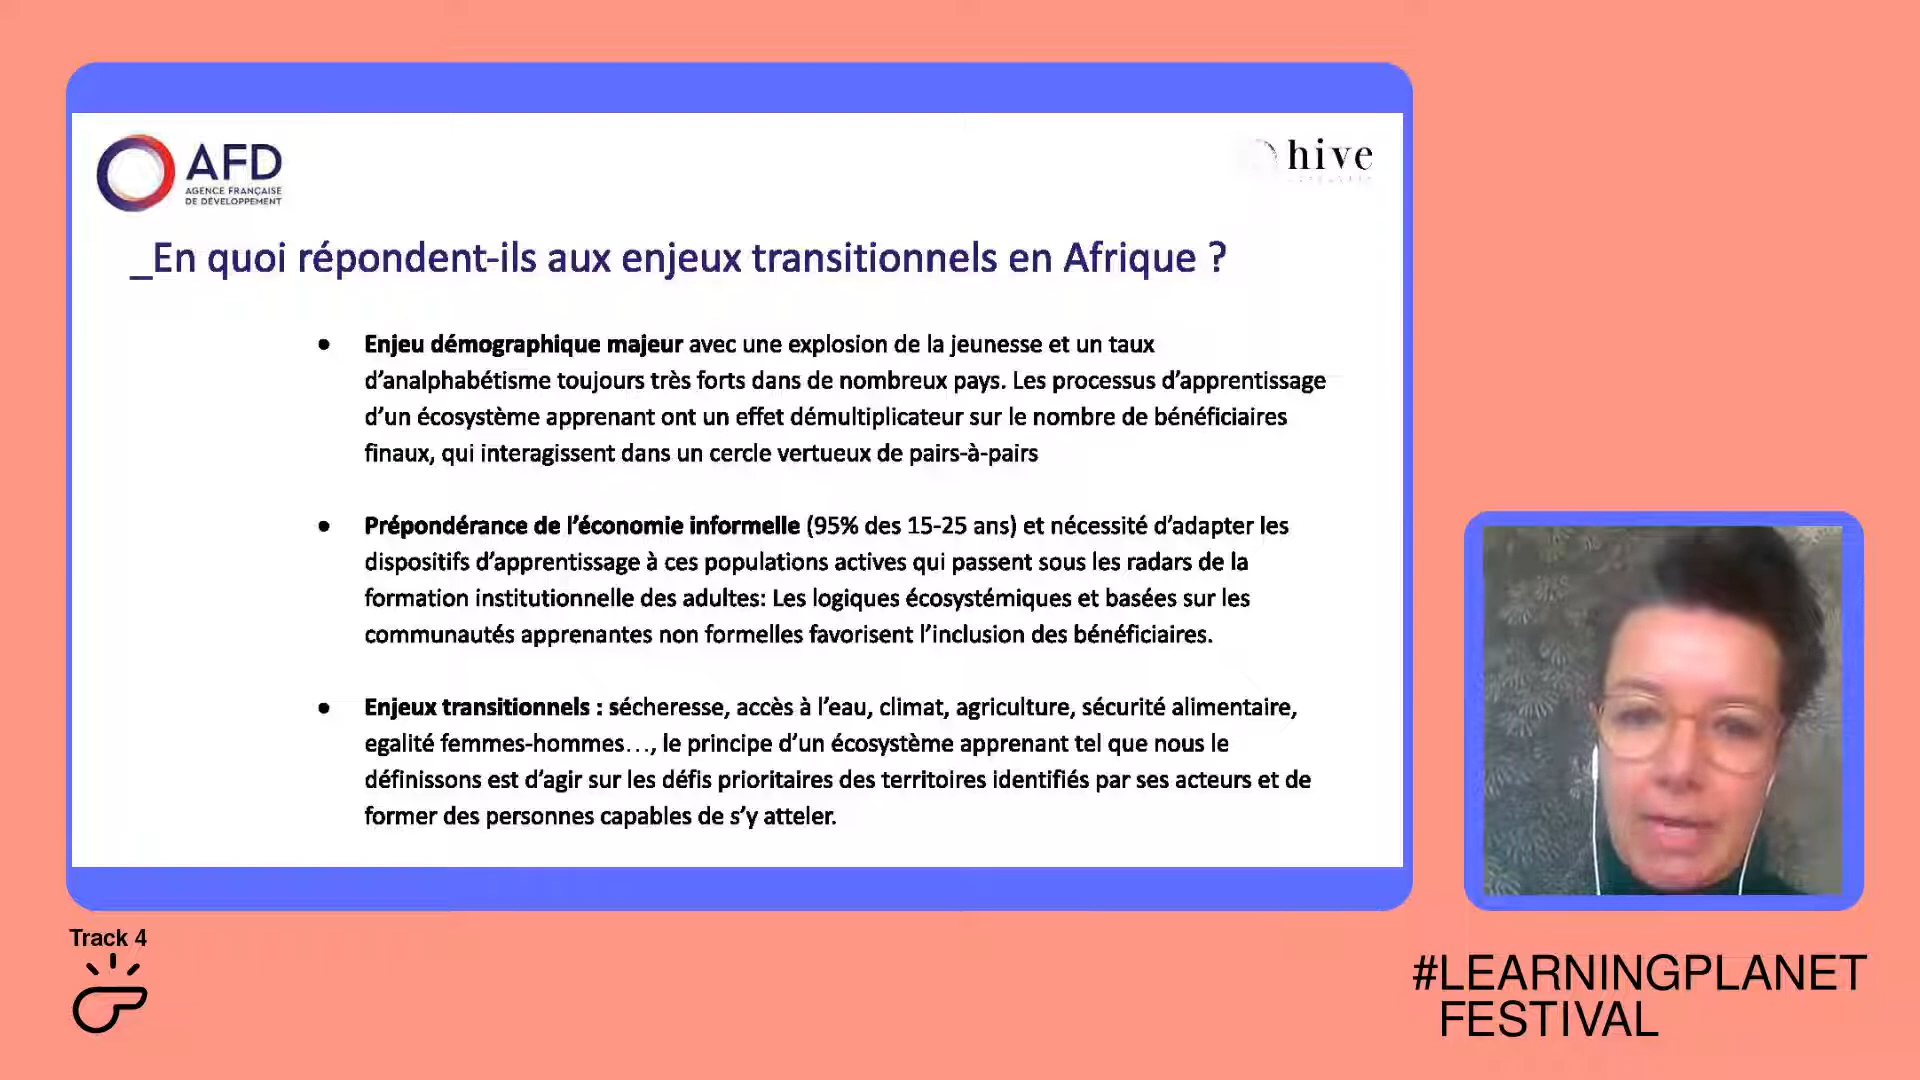 AFD
AGENCE FRANÇAISE
DE DÉVELOPPEMENT
hive
_En quoi répondent-ils aux enjeux transitionnels en Afrique ?
● Enjeu démographique majeur avec une explosion de la jeunesse et un taux
d’analphabétisme toujours très forts dans de nombreux pays. Les processus d’apprentissage
d’un écosystème apprenant ont un effet démultiplicateur sur le nombre de bénéficiaires
finaux, qui interagissent dans un cercle vertueux de pairs-à-pairs
● Prépondérance de l’économie informelle (95% des 15-25 ans) et nécessité d’adapter les
dispositifs d’apprentissage à ces populations actives qui passent sous les radars de la
formation institutionnelle des adultes: Les logiques écosystémiques et basées sur les
communautés apprenantes non formelles favorisent l’inclusion des bénéficiaires.
● Enjeux transitionnels : sécheresse, accès à l’eau, climat, agriculture, sécurité alimentaire,
egalité femmes-hommes…, le principe d’un écosystème apprenant tel que nous le
définissons est d’agir sur les défis prioritaires des territoires identifiés par ses acteurs et de
former des personnes capables de s’y atteler.
Track 4
#LEARNINGPLANET
FESTIVAL